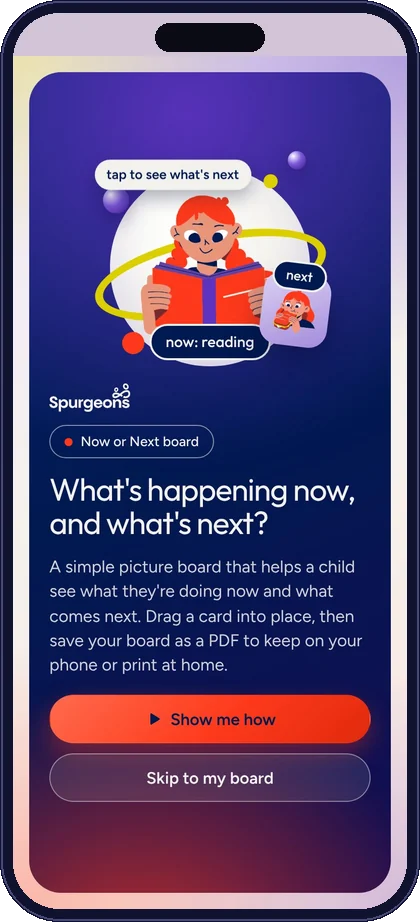 tap to see what's next
next
now: reading
Spurgeons
Now or Next board
What's happening now,
and what's next?
A simple picture board that helps a child
see what they're doing now and what
comes next. Drag a card into place, then
save your board as a PDF to keep on your
phone or print at home.
Show me how
Skip to my board